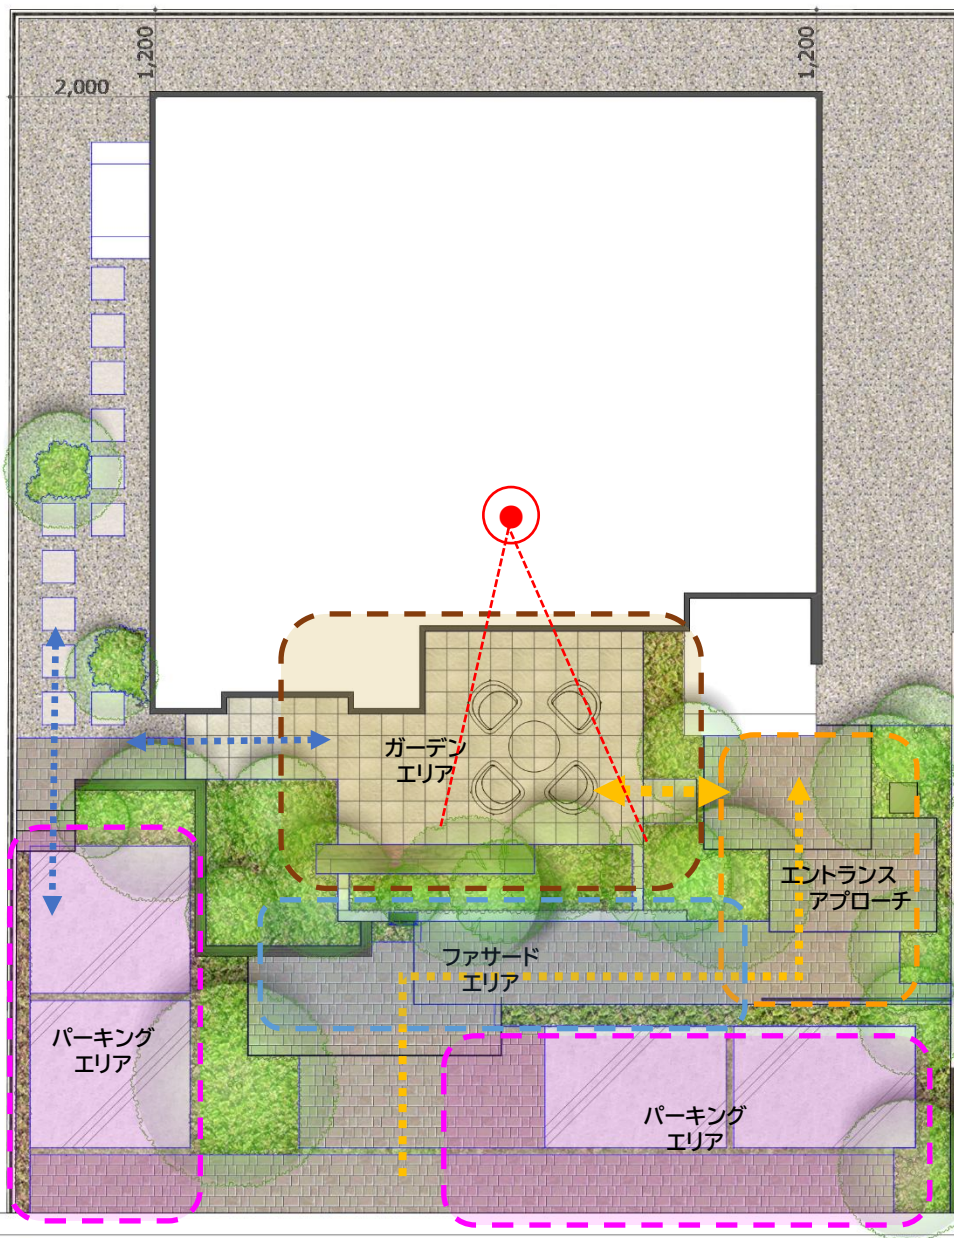 1,200
1,200
2,000
ガーデン
エリア
エントランス
アプローチ
ファサード
エリア
パーキング
エリア
パーキング
エリア